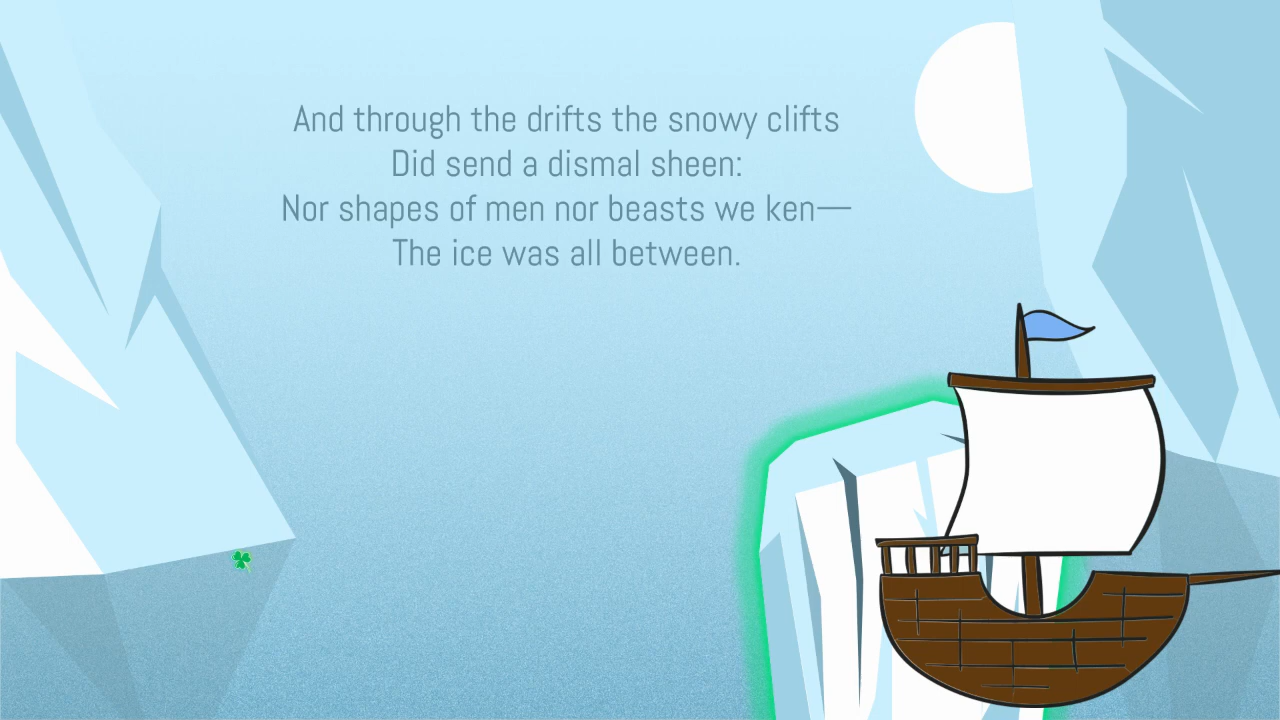 And through the drifts the snowy clifts
Did send a dismal sheen:
Nor shapes of men nor beasts we ken—
The ice was all between.